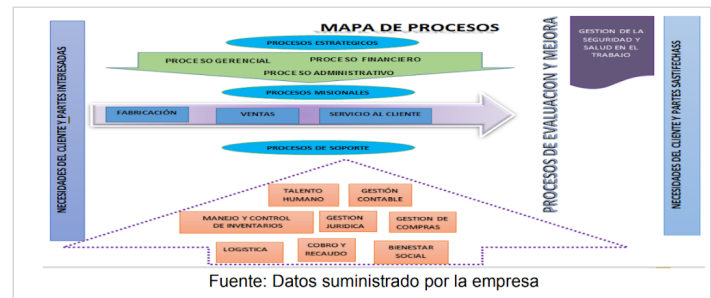 MAPA DE PROCESOS
NECESIDADES DEL CLIENTE Y PARTES INTERESADAS
PROCESOS ESTRATEGICOS
PROCESO GERENCIAL
PROCESO FINANCIERO
PROCESO ADMINISTRATIVO
PROCESOS MISIONALES
FABRICACIÓN
VENTAS
SERVICIO AL CLIENTE
PROCESOS DE SOPORTE
TALENTO
HUMANO
GESTIÓN
CONTABLE
MANEJO Y CONTROL
DE INVENTARIOS
GESTION
JURIDICA
GESTION DE
COMPRAS
LOGISTICA
COBRO Y
RECAUDO
BIENESTAR
SOCIAL
PROCESOS DE EVALUACION Y MEJORA
GESTION DE LA
SEGURIDAD Y
SALUD EN EL
TRABAJO
NECESIDADES DEL CLIENTE Y PARTES SASTIFECHASS
Fuente: Datos suministrado por la empresa